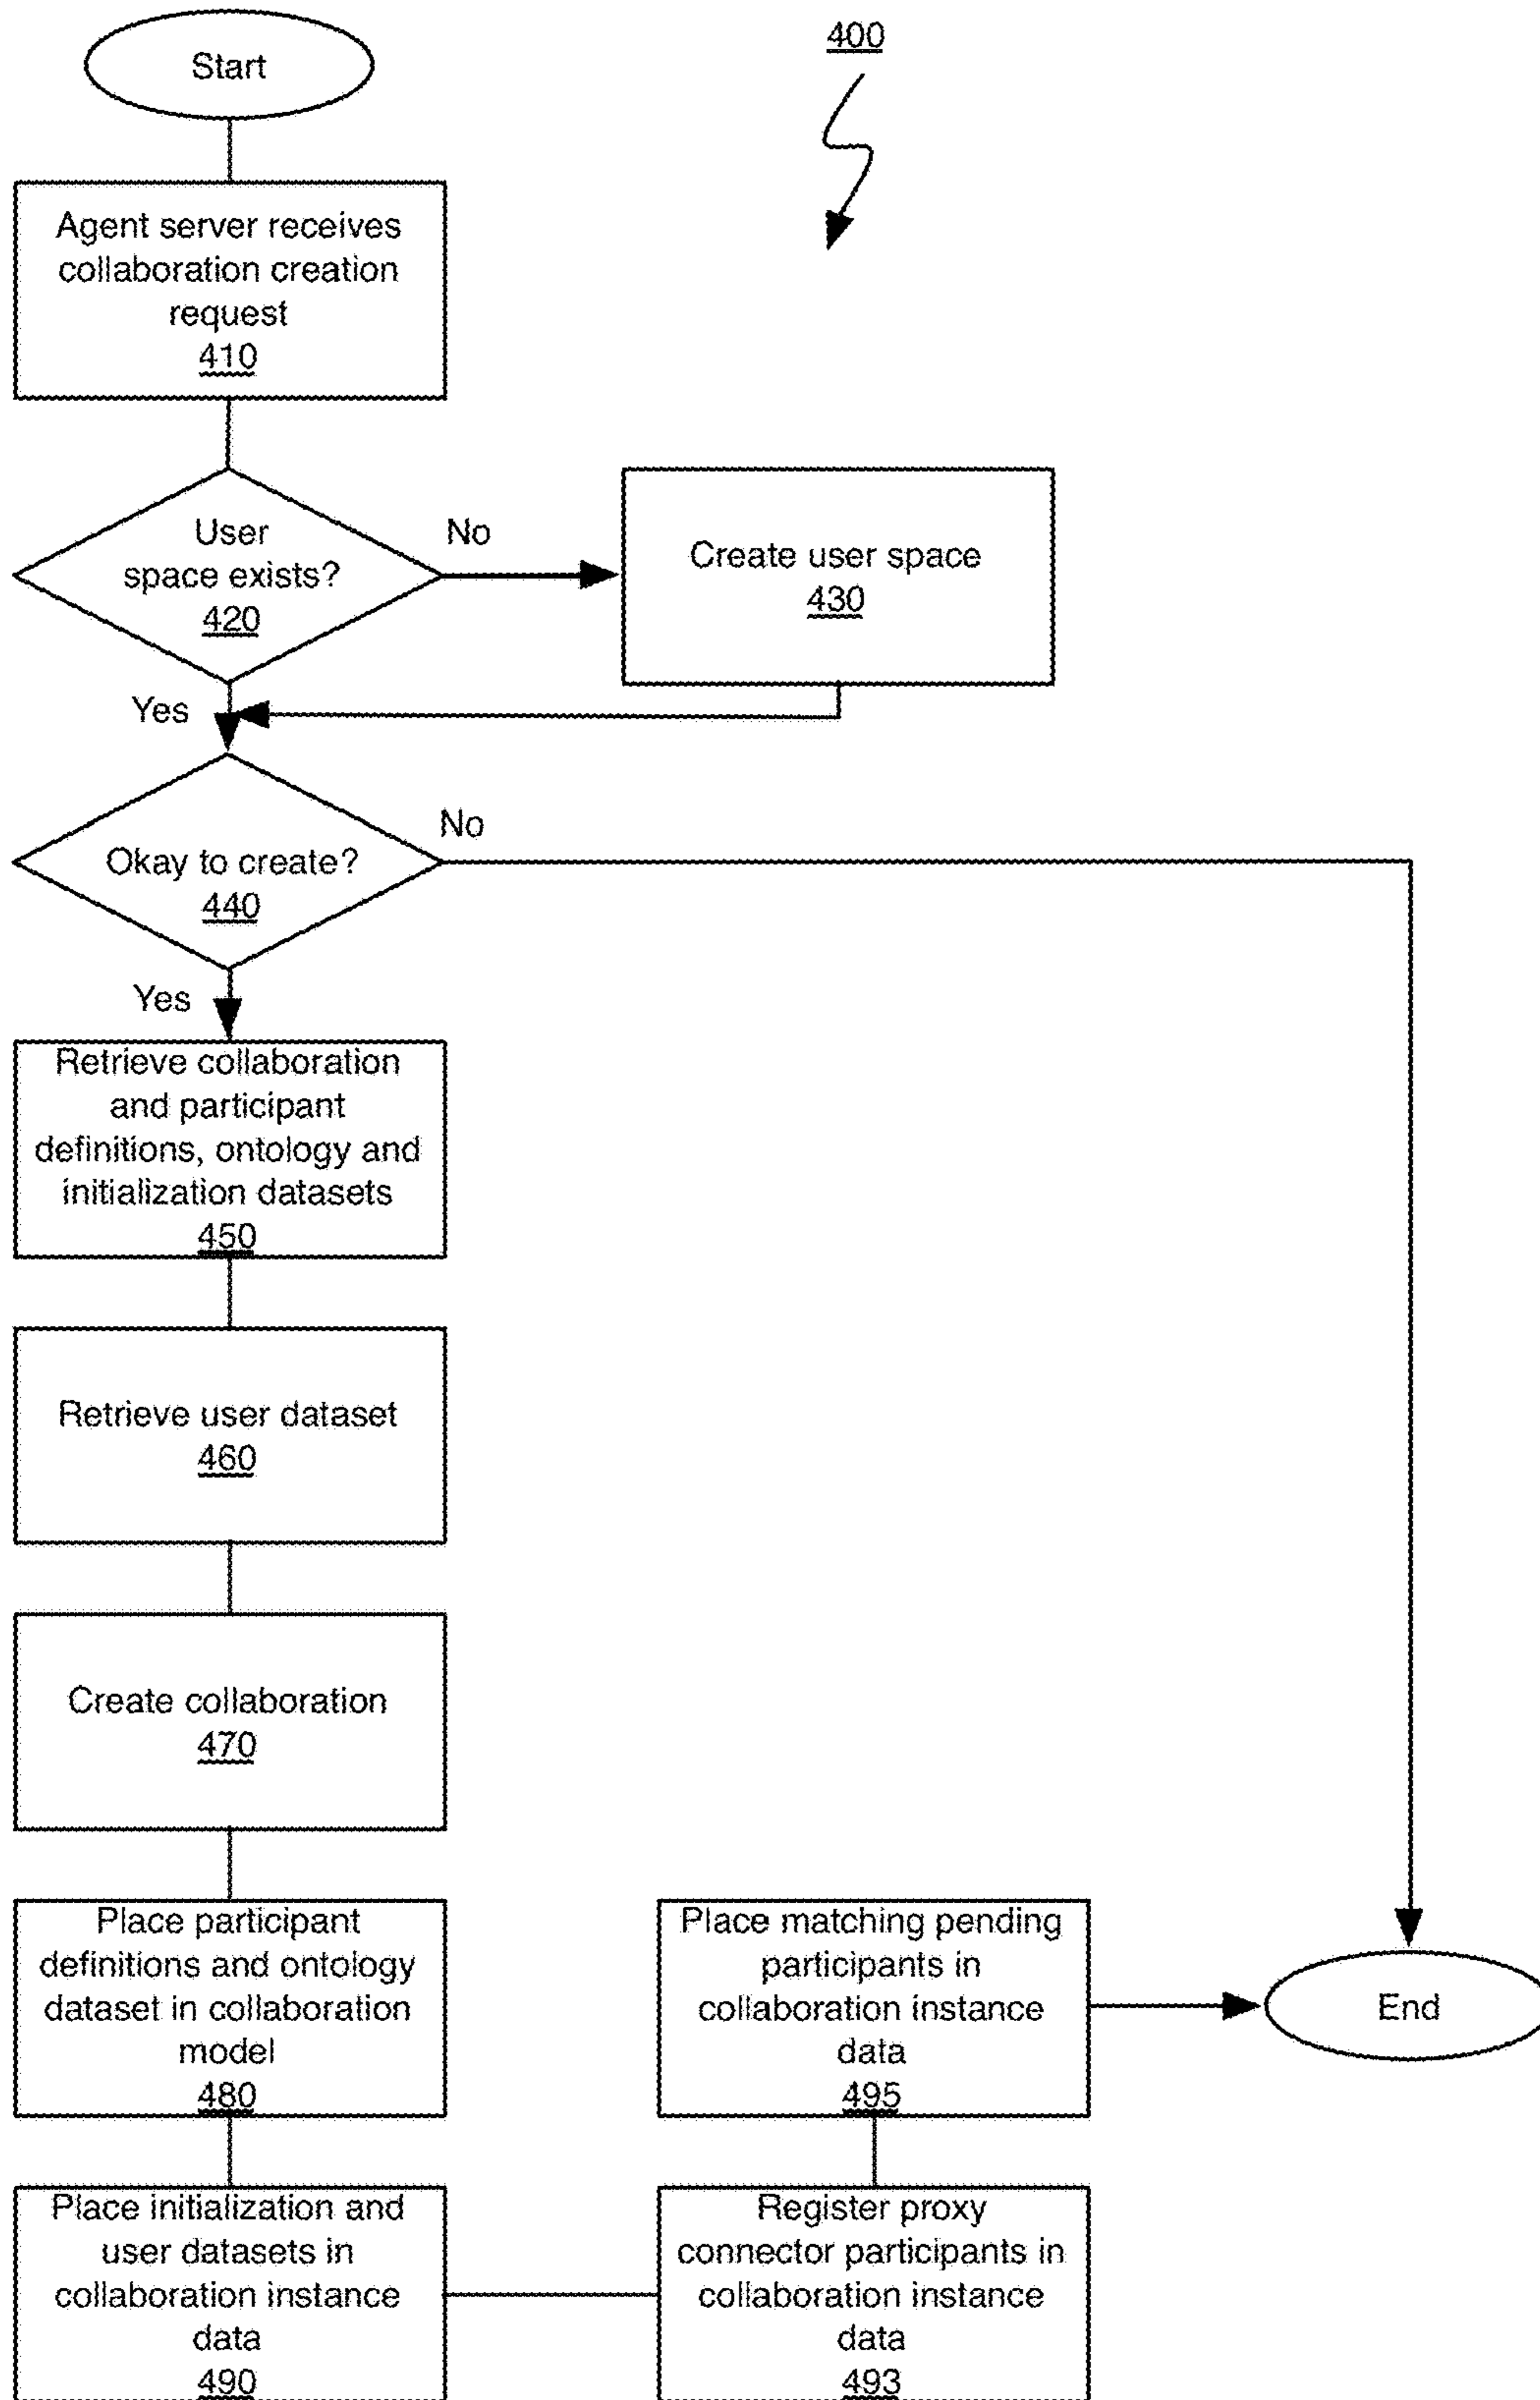 Start
400
Agent server receives
collaboration creation
request
410
User
space exists?
420
No
Create user space
430
Yes
Okay to create?
440
No
Yes
Retrieve collaboration
and participant
definitions, ontology and
initialization datasets
450
Retrieve user dataset
460
Create collaboration
470
Place participant
definitions and ontology
dataset in collaboration
model
480
Place initialization and
user datasets in
collaboration instance
data
490
Register proxy
connector participants in
collaboration instance
data
493
Place matching pending
participants in
collaboration instance
data
495
End